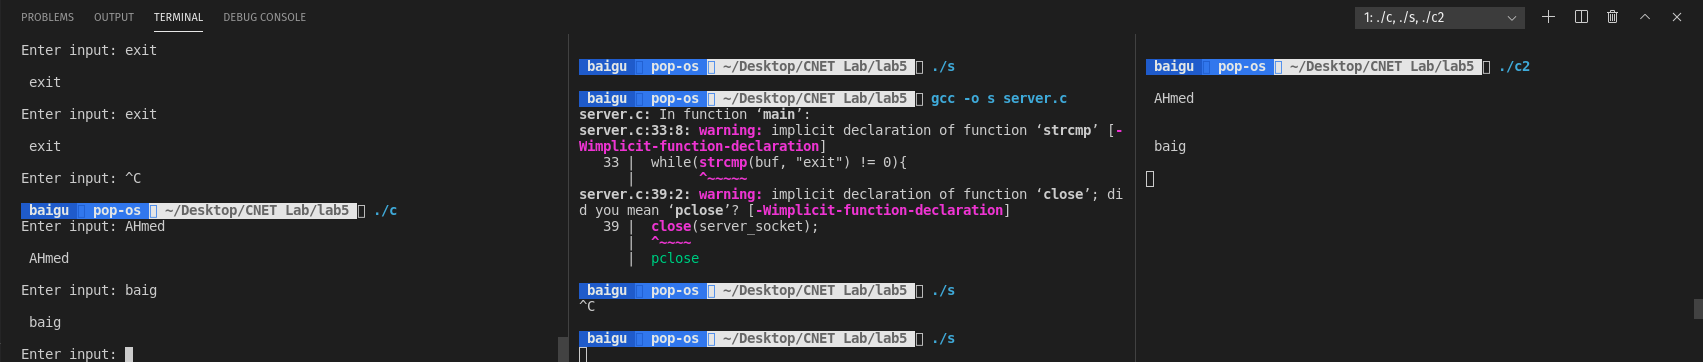 PROBLEMS OUTPUT TERMINAL DEBUG CONSOLE 1: ./c, ./s, ./c2
Enter input: exit
exit
Enter input: exit
exit
Enter input: ^C
baigu pop-os ~/Desktop/CNET Lab/lab5 ./c
Enter input: AHmed
AHmed
Enter input: baig
baig
Enter input:
baigu pop-os ~/Desktop/CNET Lab/lab5 ./s
baigu pop-os ~/Desktop/CNET Lab/lab5 gcc -o s server.c
server.c: In function ‘main’:
server.c:33:8: warning: implicit declaration of function ‘strcmp’ [-
Wimplicit-function-declaration]
33 | while(strcmp(buf, "exit") != 0){
| ^~~~~~
server.c:39:2: warning: implicit declaration of function ‘close’; di
d you mean ‘pclose’? [-Wimplicit-function-declaration]
39 | close(server_socket);
| ^~~~~
| pclose
baigu pop-os ~/Desktop/CNET Lab/lab5 ./s
^C
baigu pop-os ~/Desktop/CNET Lab/lab5 ./s
baigu pop-os ~/Desktop/CNET Lab/lab5 ./c2
AHmed
baig